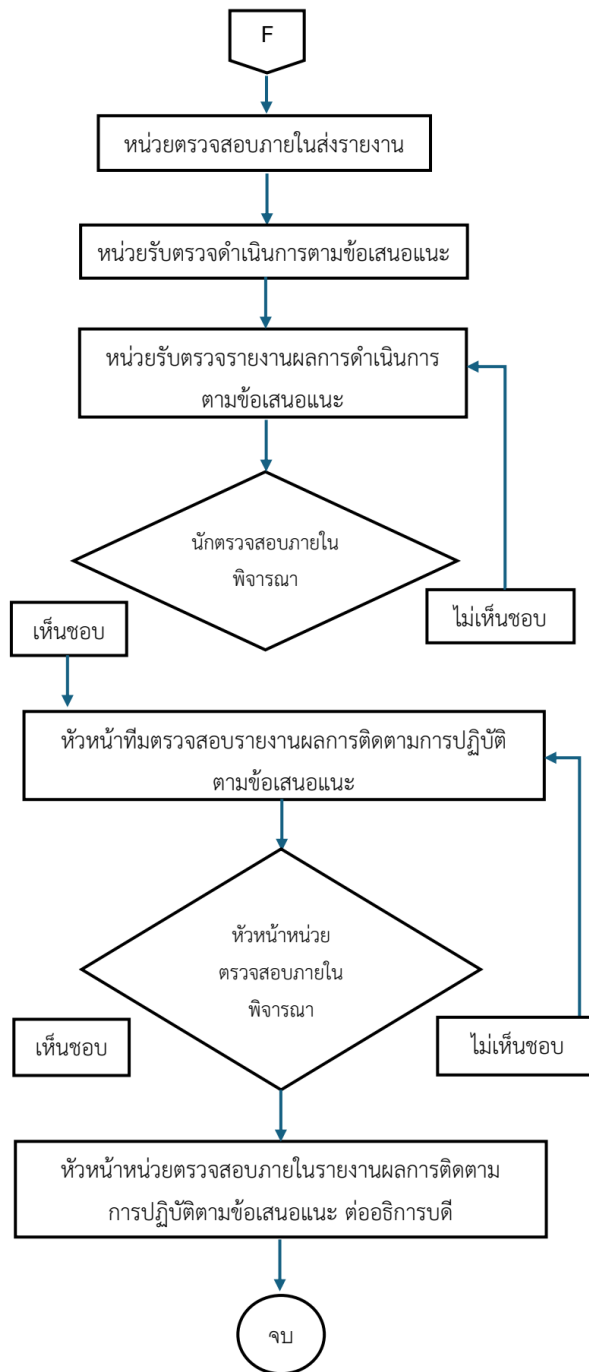 F
หน่วยตรวจสอบภายในส่งรายงาน
หน่วยรับตรวจดำเนินการตามข้อเสนอแนะ
หน่วยรับตรวจรายงานผลการดำเนินการ
ตามข้อเสนอแนะ
นักตรวจสอบภายใน
พิจารณา
เห็นชอบ
ไม่เห็นชอบ
หัวหน้าทีมตรวจสอบรายงานผลการติดตามการปฏิบัติ
ตามข้อเสนอแนะ
หัวหน้าหน่วย
ตรวจสอบภายใน
พิจารณา
เห็นชอบ
ไม่เห็นชอบ
หัวหน้าหน่วยตรวจสอบภายในรายงานผลการติดตาม
การปฏิบัติตามข้อเสนอแนะ ต่ออธิการบดี
จบ